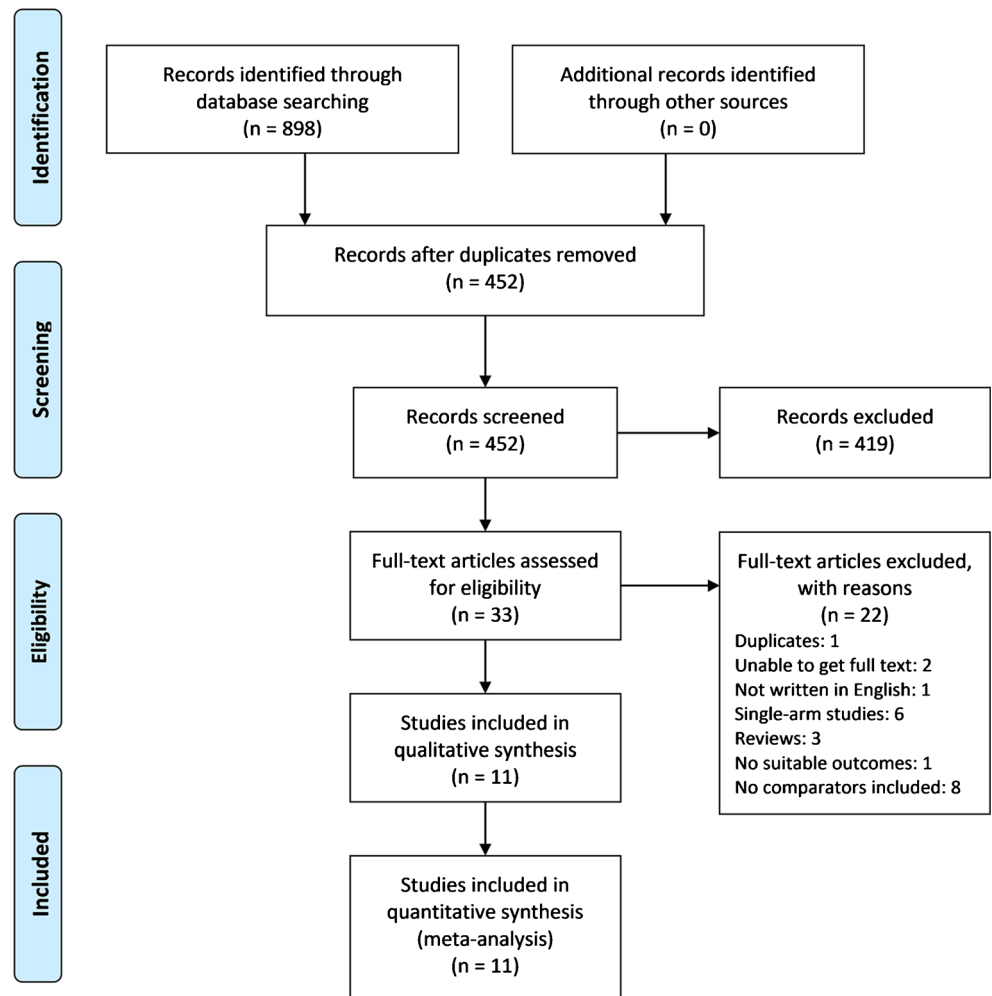 Identification
Records identified through
database searching
(n = 898)
Additional records identified
through other sources
(n = 0)
Records after duplicates removed
(n = 452)
Screening
Records screened
(n = 452)
Records excluded
(n = 419)
Eligibility
Full-text articles assessed
for eligibility
(n = 33)
Full-text articles excluded,
with reasons
(n = 22)
Duplicates: 1
Unable to get full text: 2
Not written in English: 1
Single-arm studies: 6
Reviews: 3
No suitable outcomes: 1
No comparators included: 8
Studies included in
qualitative synthesis
(n = 11)
Included
Studies included in
quantitative synthesis
(meta-analysis)
(n = 11)